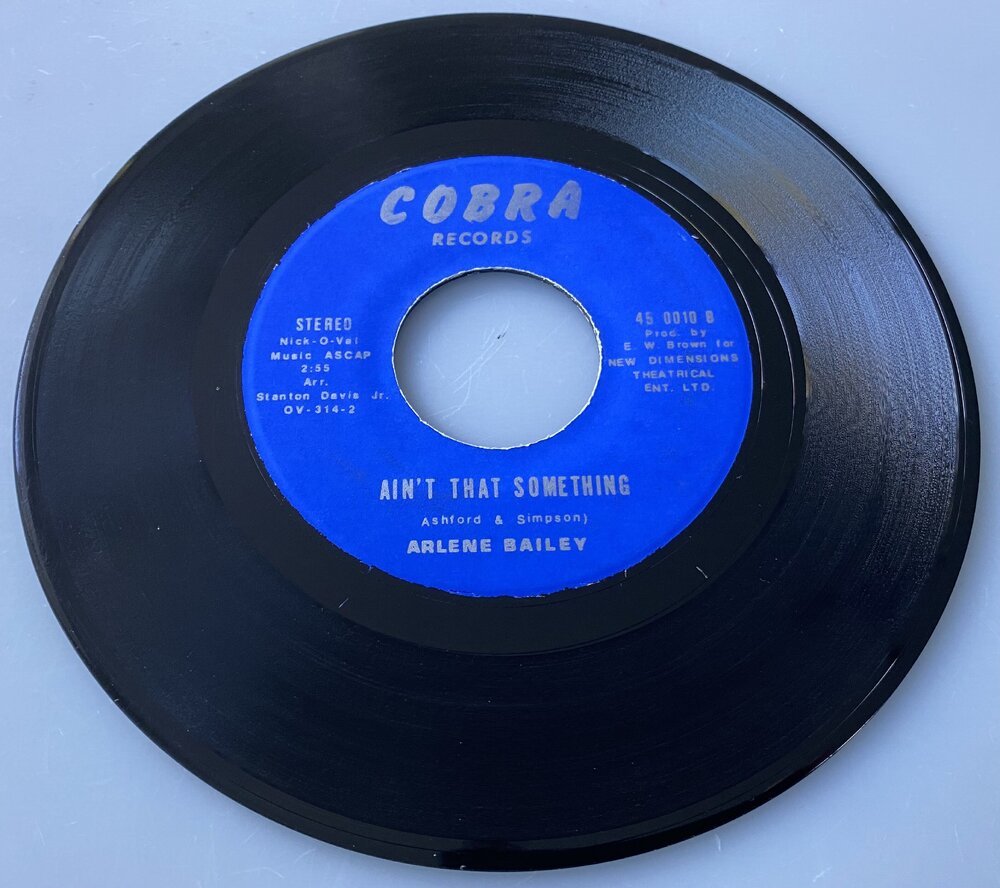 COBRA
RECORDS
STEREO
Nick-O-Val
Music ASCAP
2:55
Arr.
Stanton Davis Jr.
OV-314-2
45 0010 B
Prod. by
E. W. Brown for
NEW DIMENSIONS
THEATRICAL
ENT. LTD.
AIN'T THAT SOMETHING
Ashford & Simpson)
ARLENE BAILEY